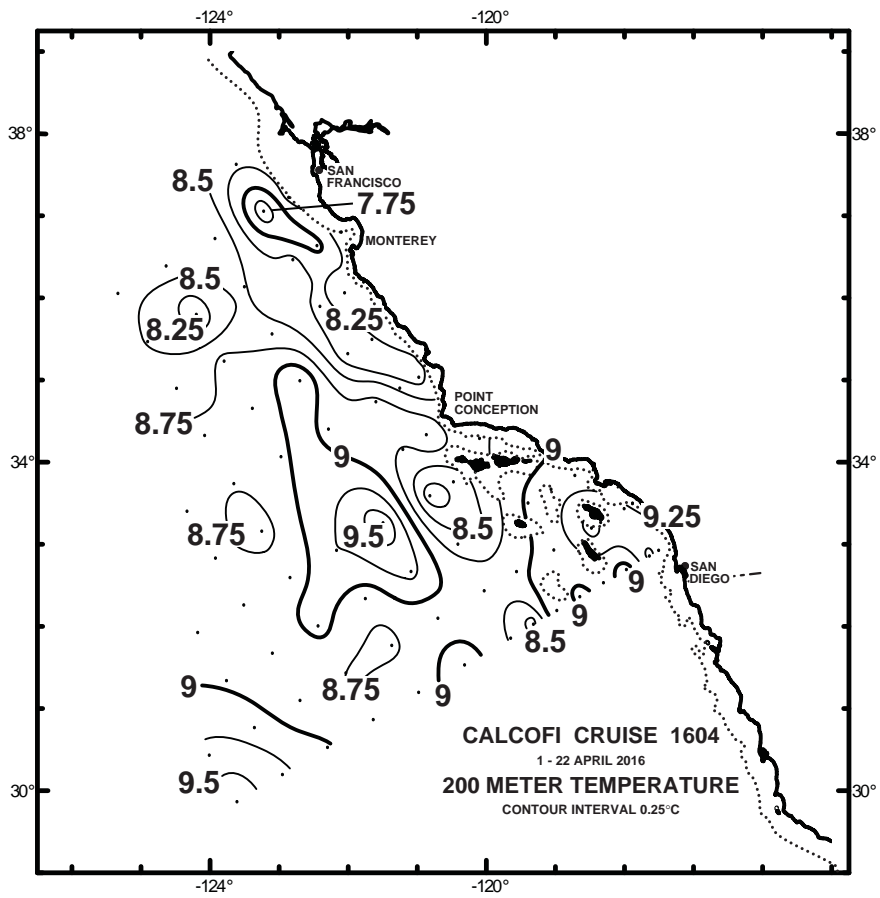 -124°
-120°
38°
38°
SAN
FRANCISCO
8.5
7.75
MONTEREY
8.5
8.25
8.25
POINT
CONCEPTION
8.75
9
9
34°
34°
8.75
9.5
8.5
9.25
SAN
DIEGO
9
9
8.5
8.75
9
9
CALCOFI CRUISE 1604
1 - 22 APRIL 2016
200 METER TEMPERATURE
CONTOUR INTERVAL 0.25°C
9.5
30°
30°
-124°
-120°